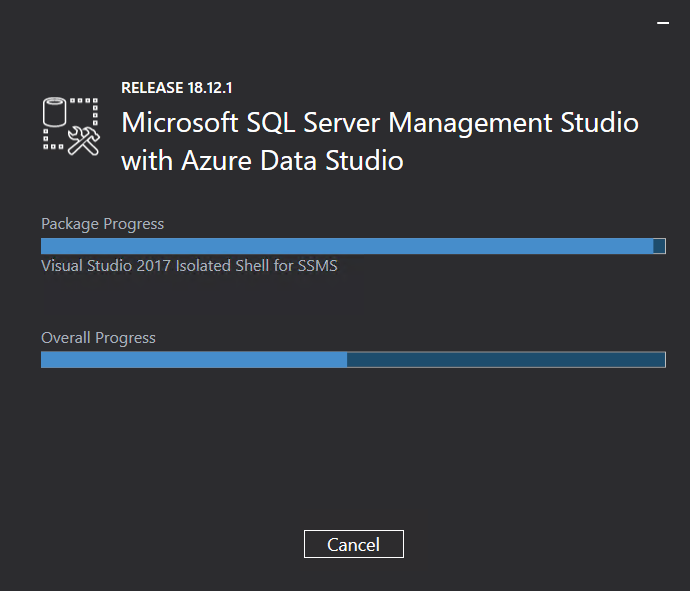 RELEASE 18.12.1
Microsoft SQL Server Management Studio
with Azure Data Studio
Package Progress
Visual Studio 2017 Isolated Shell for SSMS
Overall Progress
Cancel